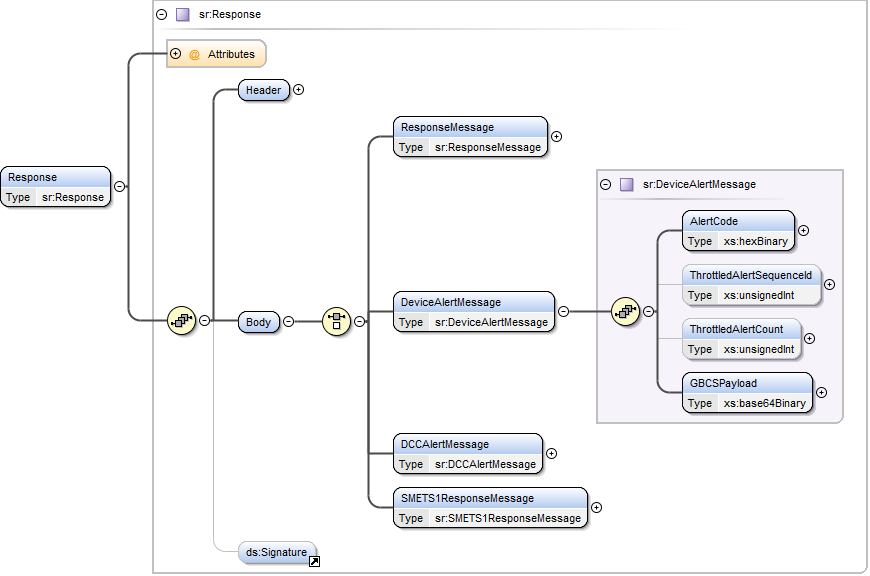 sr:Response
@ Attributes
Header
ResponseMessage
Type sr:ResponseMessage
Response
Type sr:Response
sr:DeviceAlertMessage
AlertCode
Type xs:hexBinary
ThrottledAlertSequenceId
Type xs:unsignedInt
Body
DeviceAlertMessage
Type sr:DeviceAlertMessage
ThrottledAlertCount
Type xs:unsignedInt
GBCSPayload
Type xs:base64Binary
DCCAlertMessage
Type sr:DCCAlertMessage
SMETS1ResponseMessage
Type sr:SMETS1ResponseMessage
ds:Signature